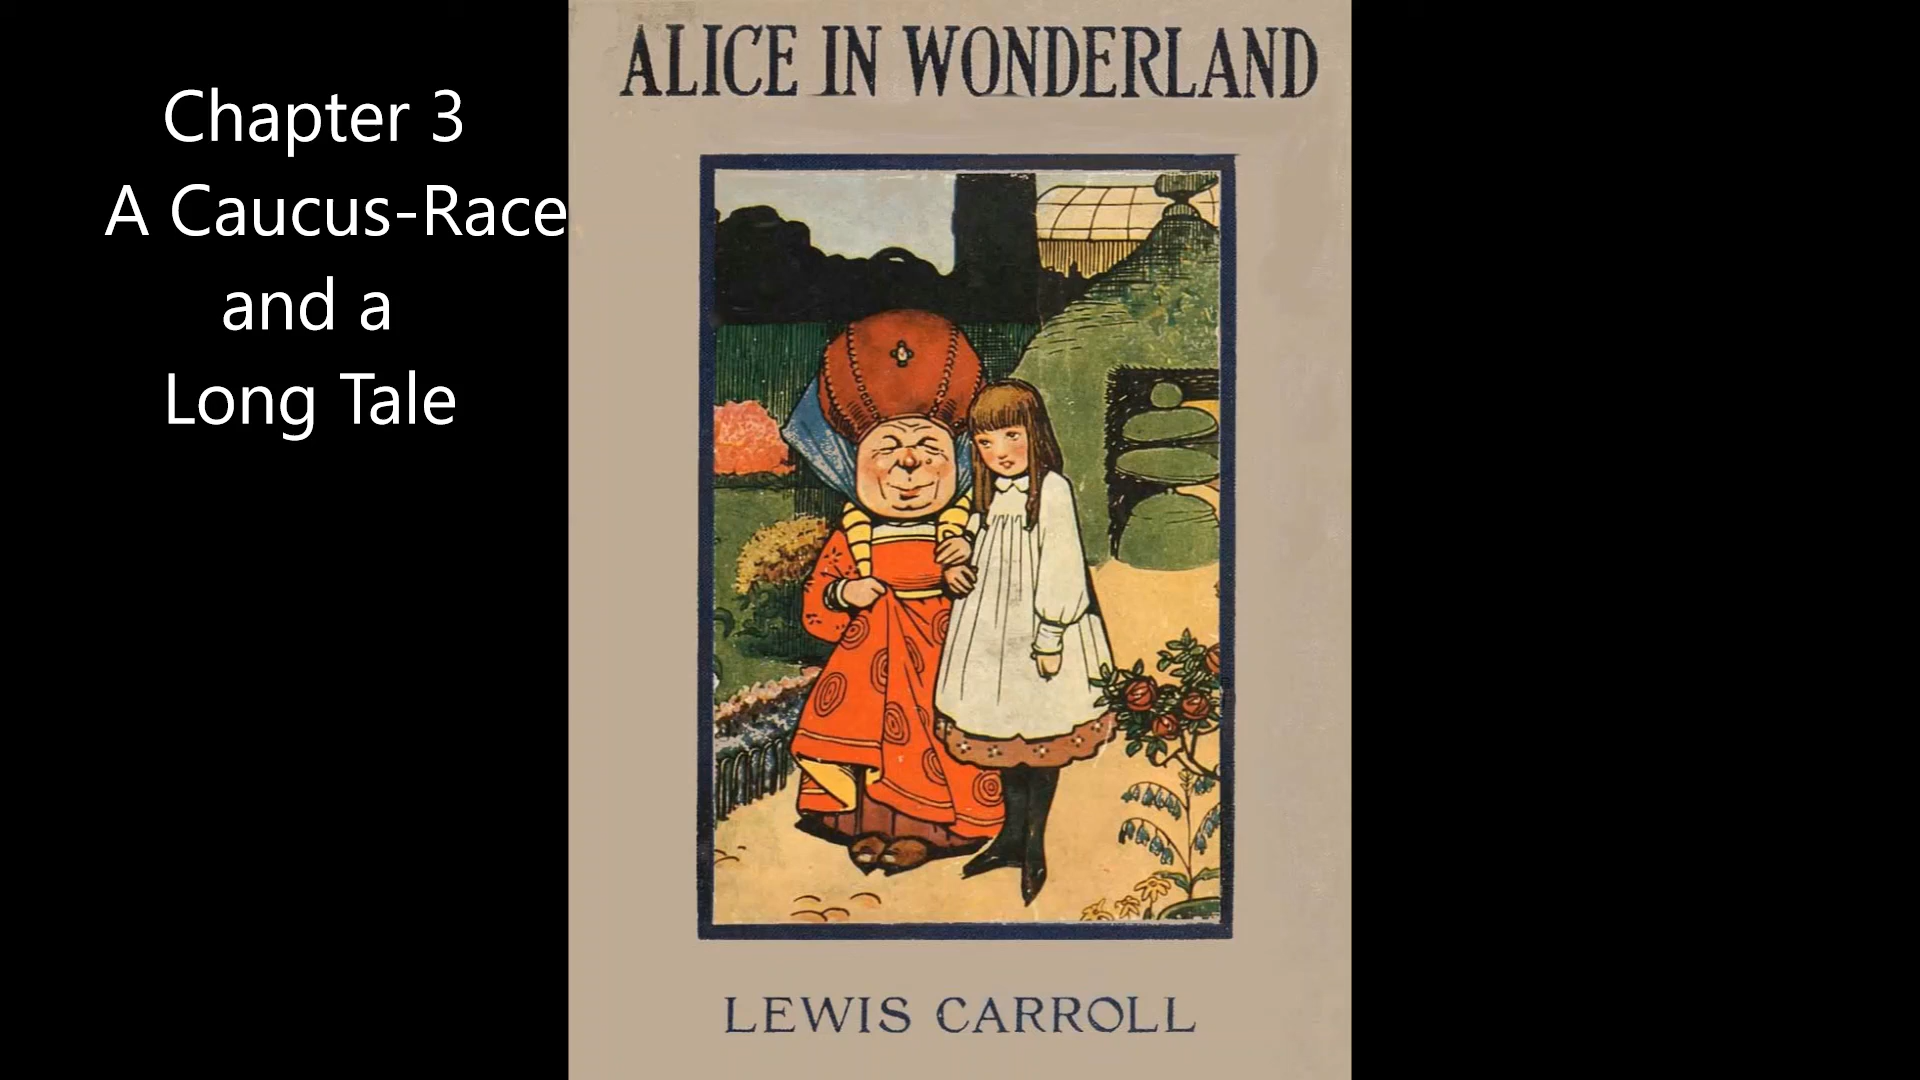 Chapter 3
A Caucus-Race
and a
Long Tale
ALICE IN WONDERLAND
LEWIS CARROLL